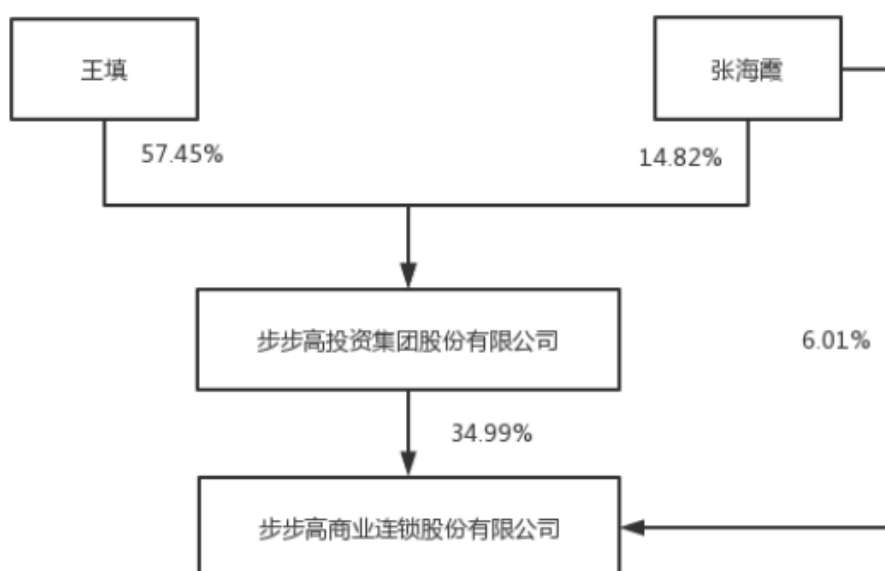 王填
张海霞
57.45%
14.82%
步步高投资集团股份有限公司
6.01%
34.99%
步步高商业连锁股份有限公司